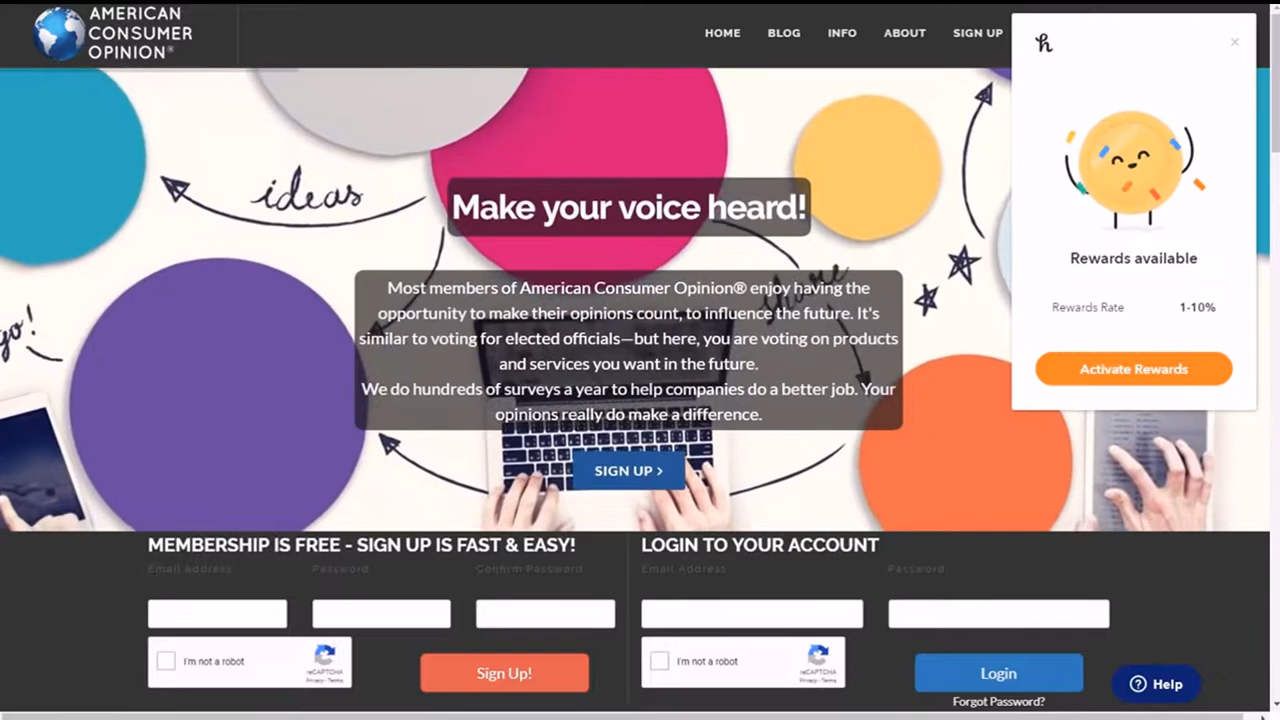 AMERICAN
CONSUMER
OPINION®
HOME BLOG INFO ABOUT SIGN UP
h
Rewards available
Rewards Rate 1-10%
Activate Rewards
ideas
share
go!
Make your voice heard!
Most members of American Consumer Opinion® enjoy having the
opportunity to make their opinions count, to influence the future. It's
similar to voting for elected officials—but here, you are voting on products
and services you want in the future.
We do hundreds of surveys a year to help companies do a better job. Your
opinions really do make a difference.
SIGN UP >
MEMBERSHIP IS FREE - SIGN UP IS FAST & EASY!
Email Address Password Confirm Password
I'm not a robot
reCAPTCHA
Privacy - Terms
Sign Up!
LOGIN TO YOUR ACCOUNT
Email Address Password
I'm not a robot
reCAPTCHA
Privacy - Terms
Login
Forgot Password?
Help